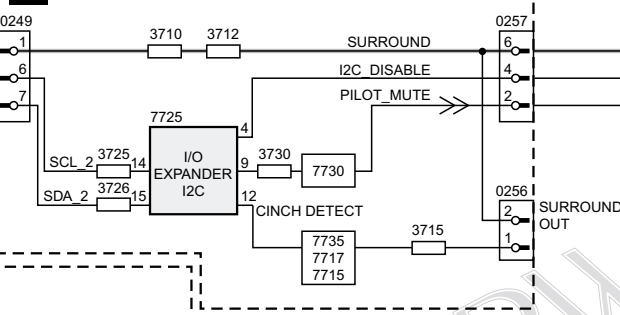 0249
3710
3712
0257
1
SURROUND
6
6
I2C_DISABLE
4
7
PILOT_MUTE
2
7725
4
SCL_2
3725
14
I/O
EXPANDER
I2C
9
3730
7730
SDA_2
3726
15
12
CINCH DETECT
0256
2
SURROUND
OUT
3715
1
7735
7717
7715